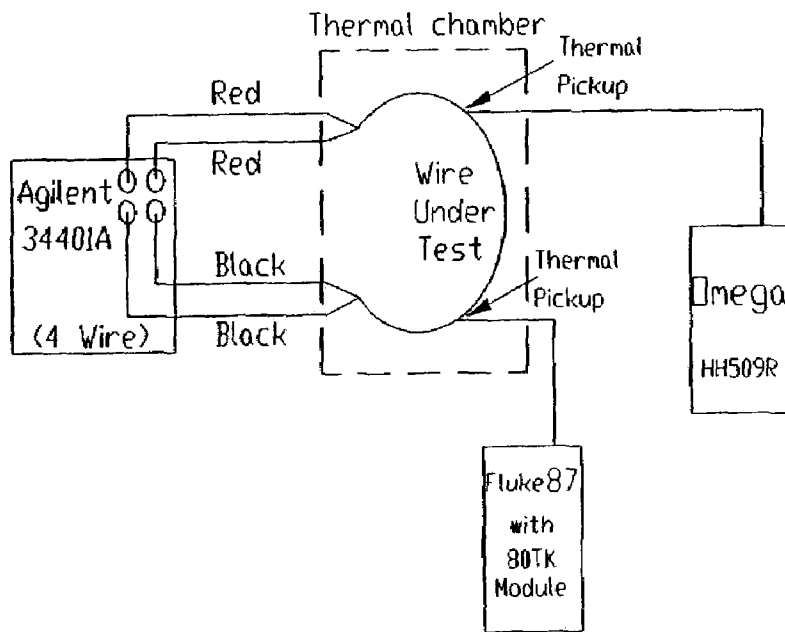 Thermal chamber
Thermal
Pickup
Red
Red
Agilent
34401A
(4 Wire)
Black
Black
Wire
Under
Test
Thermal
Pickup
Omega
HH509R
Fluke87
with
80TK
Module